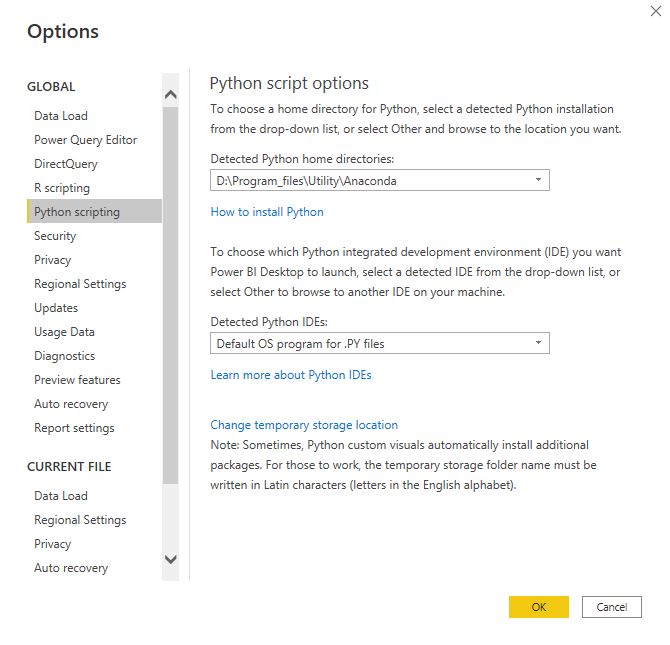 Options
GLOBAL
Data Load
Power Query Editor
DirectQuery
R scripting
Python scripting
Security
Privacy
Regional Settings
Updates
Usage Data
Diagnostics
Preview features
Auto recovery
Report settings
CURRENT FILE
Data Load
Regional Settings
Privacy
Auto recovery
Python script options
To choose a home directory for Python, select a detected Python installation
from the drop-down list, or select Other and browse to the location you want.
Detected Python home directories:
D:\Program_files\Utility\Anaconda
How to install Python
To choose which Python integrated development environment (IDE) you want
Power BI Desktop to launch, select a detected IDE from the drop-down list, or
select Other to browse to another IDE on your machine.
Detected Python IDEs:
Default OS program for .PY files
Learn more about Python IDEs
Change temporary storage location
Note: Sometimes, Python custom visuals automatically install additional
packages. For those to work, the temporary storage folder name must be
written in Latin characters (letters in the English alphabet).
OK
Cancel